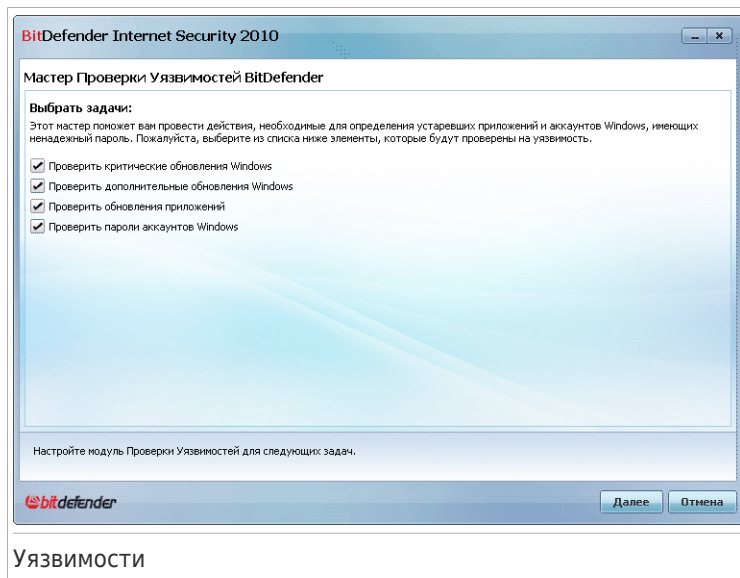 BitDefender Internet Security 2010
Мастер Проверки Уязвимостей BitDefender
Выбрать задачи:
Этот мастер поможет вам провести действия, необходимые для определения устаревших приложений и аккаунтов Windows, имеющих
ненадежный пароль. Пожалуйста, выберите из списка ниже элементы, которые будут проверены на уязвимость.
Проверить критические обновления Windows
Проверить дополнительные обновления Windows
Проверить обновления приложений
Проверить пароли аккаунтов Windows
Настройте модуль Проверки Уязвимостей для следующих задач.
bitdefender
Далее
Отмена
Уязвимости